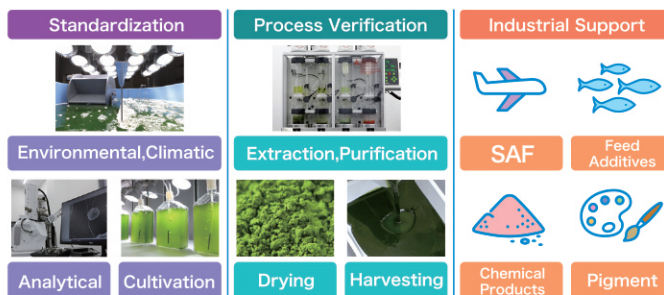 Standardization
Environmental,Climatic
Analytical
Cultivation
Process Verification
Extraction,Purification
Drying
Harvesting
Industrial Support
SAF
Feed
Additives
Chemical
Products
Pigment